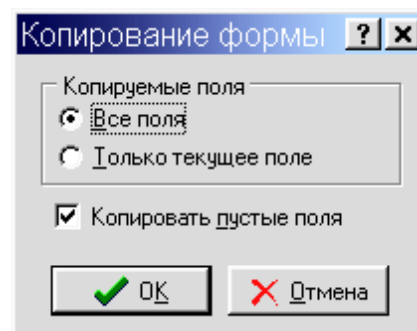 Копирование формы ?
Копируемые поля
Все поля
Только текущее поле
Копировать пустые поля
OK
Отмена